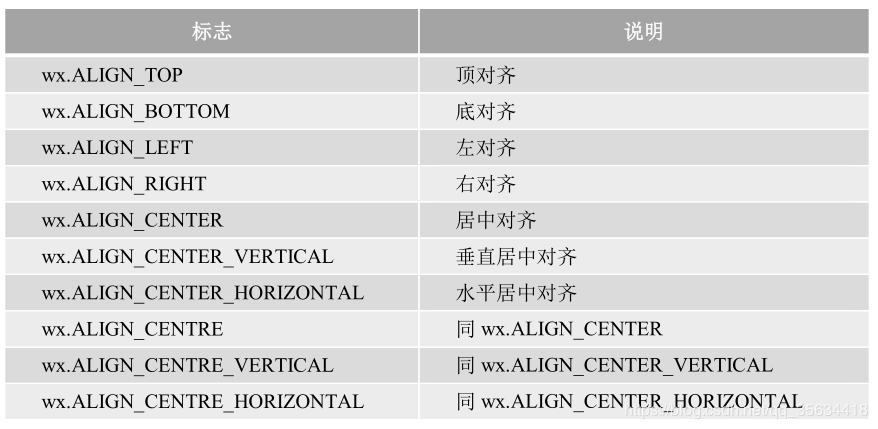 标志 说明
wx.ALIGN_TOP 顶对齐
wx.ALIGN_BOTTOM 底对齐
wx.ALIGN_LEFT 左对齐
wx.ALIGN_RIGHT 右对齐
wx.ALIGN_CENTER 居中对齐
wx.ALIGN_CENTER_VERTICAL 垂直居中对齐
wx.ALIGN_CENTER_HORIZONTAL 水平居中对齐
wx.ALIGN_CENTRE 同 wx.ALIGN_CENTER
wx.ALIGN_CENTRE_VERTICAL 同 wx.ALIGN_CENTER_VERTICAL
wx.ALIGN_CENTRE_HORIZONTAL 同 wx.ALIGN_CENTER_HORIZONTAL
https://blog.csdn.net/qq_35634418